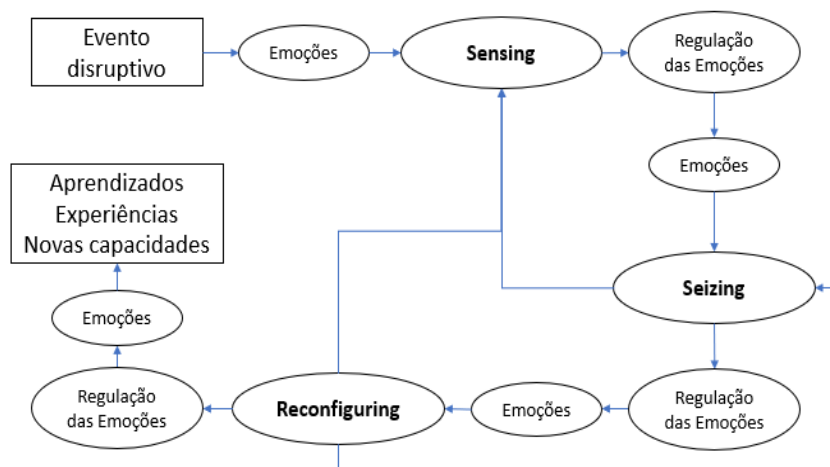 Evento
disruptivo
Emoções
Sensing
Regulação
das Emoções
Emoções
Aprendizados
Experiências
Novas capacidades
Seizing
Emoções
Regulação
das Emoções
Reconfiguring
Emoções
Regulação
das Emoções